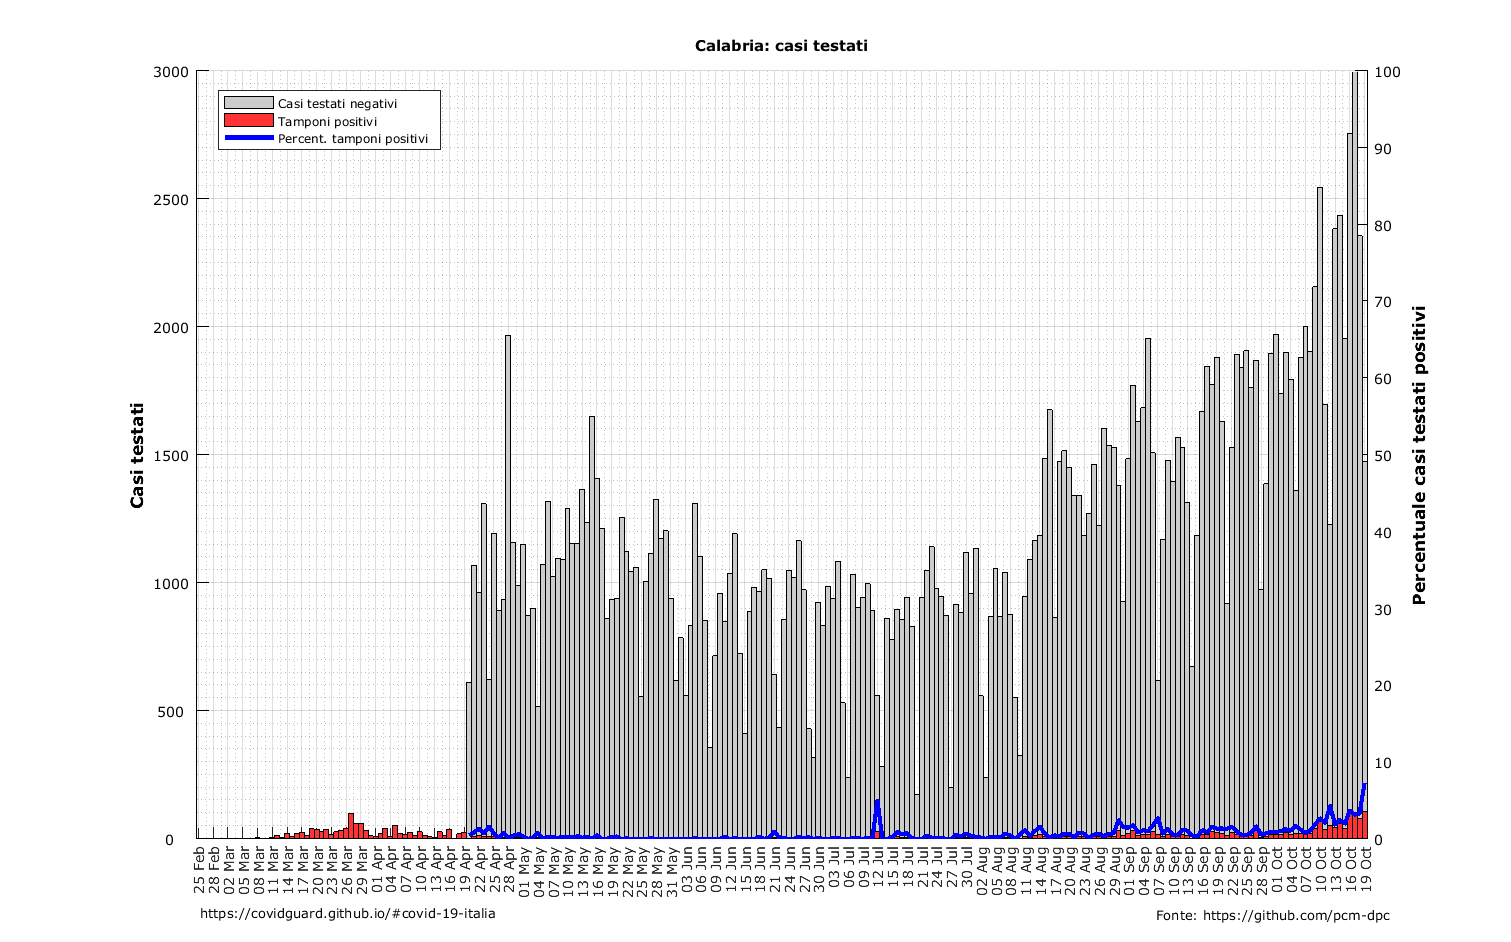 Calabria: casi testati
Casi testati negativi
Tamponi positivi
Percent. tamponi positivi
Casi testati
3000
2500
2000
1500
1000
500
0
100
90
80
70
60
50
40
30
20
10
0
Percentuale casi testati positivi
25 Feb
28 Feb
02 Mar
05 Mar
08 Mar
11 Mar
14 Mar
17 Mar
20 Mar
23 Mar
26 Mar
29 Mar
01 Apr
04 Apr
07 Apr
10 Apr
13 Apr
16 Apr
19 Apr
22 Apr
25 Apr
28 Apr
01 May
04 May
07 May
10 May
13 May
16 May
19 May
22 May
25 May
28 May
31 May
03 Jun
06 Jun
09 Jun
12 Jun
15 Jun
18 Jun
21 Jun
24 Jun
27 Jun
30 Jun
03 Jul
06 Jul
09 Jul
12 Jul
15 Jul
18 Jul
21 Jul
24 Jul
27 Jul
30 Jul
02 Aug
05 Aug
08 Aug
11 Aug
14 Aug
17 Aug
20 Aug
23 Aug
26 Aug
29 Aug
01 Sep
04 Sep
07 Sep
10 Sep
13 Sep
16 Sep
19 Sep
22 Sep
25 Sep
28 Sep
01 Oct
04 Oct
07 Oct
10 Oct
13 Oct
16 Oct
19 Oct
https://covidguard.github.io/#covid-19-italia
Fonte: https://github.com/pcm-dpc